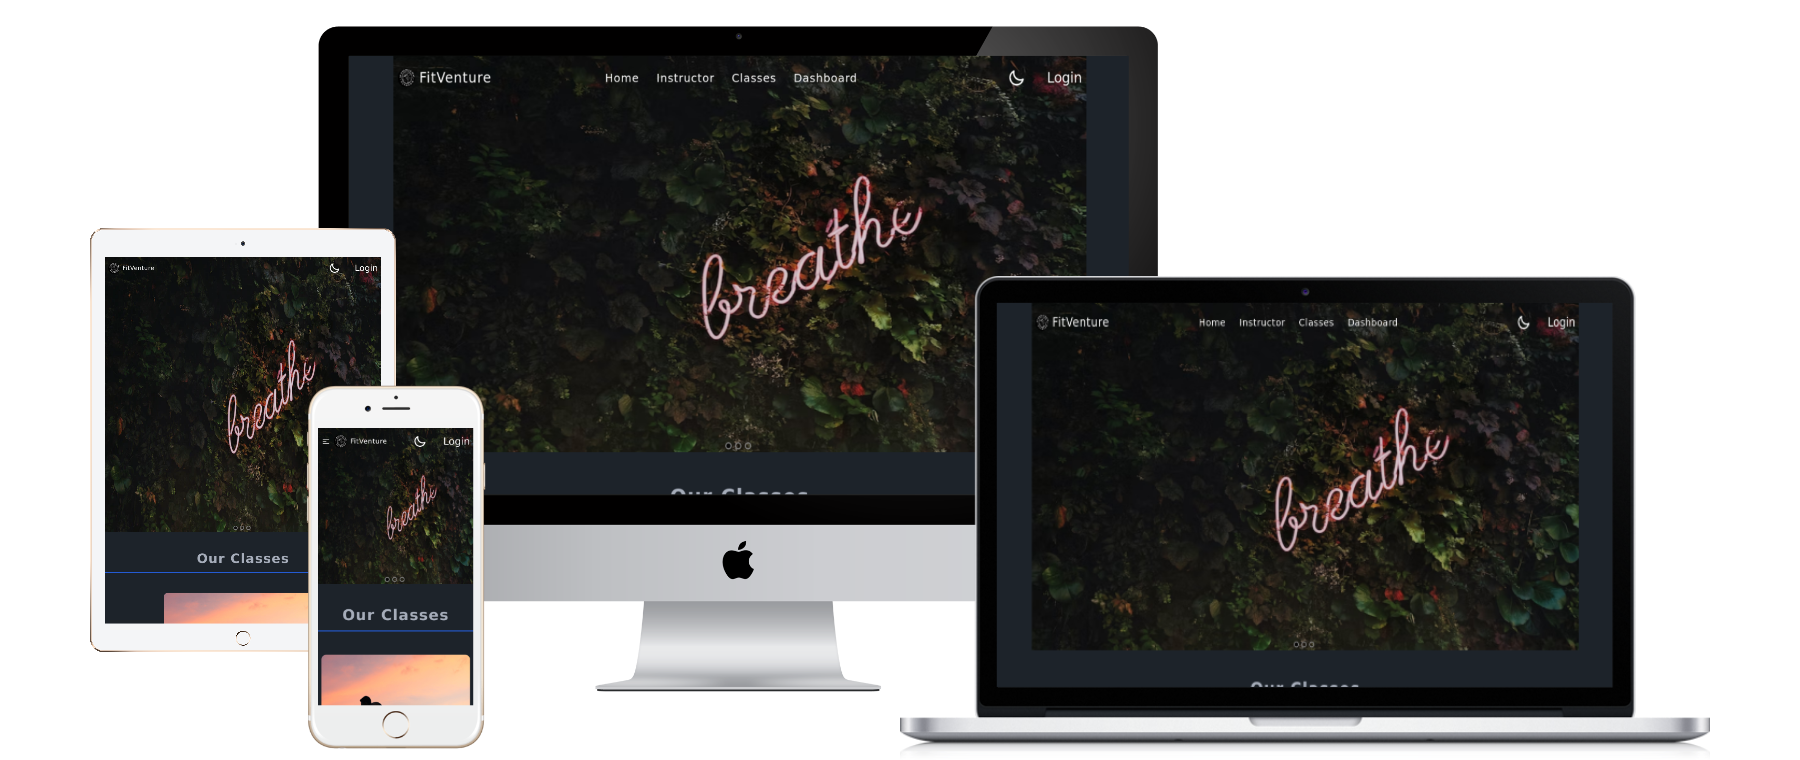 FitVenture Home Instructor Classes Dashboard Login
breathe
Our Classes
FitVenture Login
breathe
Our Classes
FitVenture Login
breathe
Our Classes
FitVenture Home Instructor Classes Dashboard Login
breathe
Our Classes